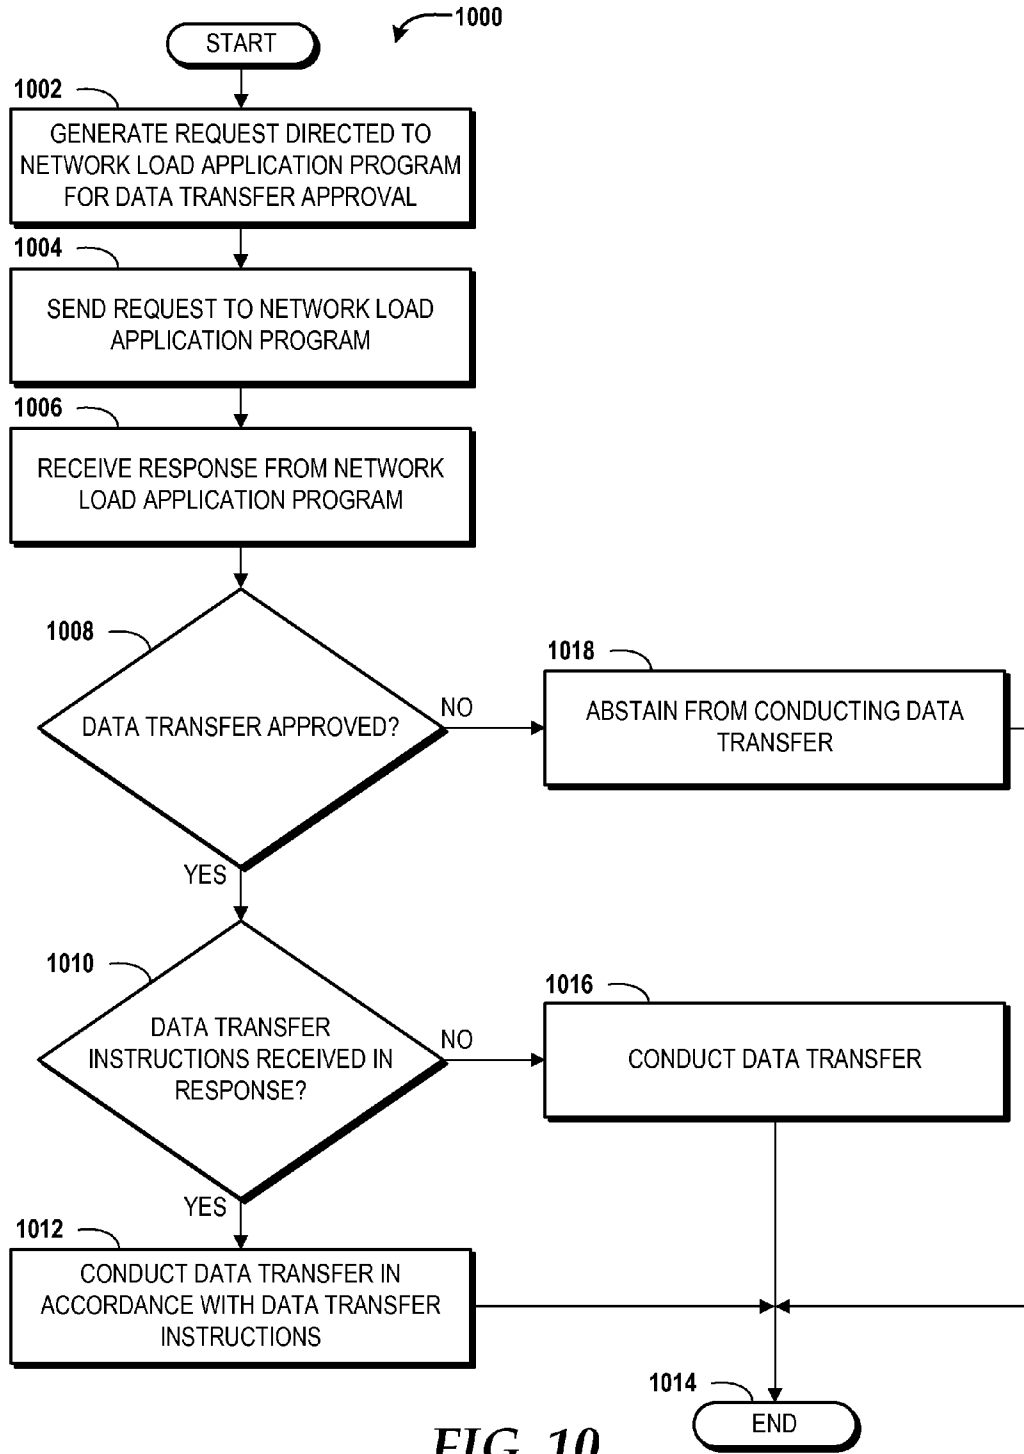 1000
START
1002
GENERATE REQUEST DIRECTED TO
NETWORK LOAD APPLICATION PROGRAM
FOR DATA TRANSFER APPROVAL
1004
SEND REQUEST TO NETWORK LOAD
APPLICATION PROGRAM
1006
RECEIVE RESPONSE FROM NETWORK
LOAD APPLICATION PROGRAM
1008
DATA TRANSFER APPROVED?
NO
1018
ABSTAIN FROM CONDUCTING DATA
TRANSFER
YES
1010
DATA TRANSFER
INSTRUCTIONS RECEIVED IN
RESPONSE?
NO
1016
CONDUCT DATA TRANSFER
YES
1012
CONDUCT DATA TRANSFER IN
ACCORDANCE WITH DATA TRANSFER
INSTRUCTIONS
1014
END
FIG. 10